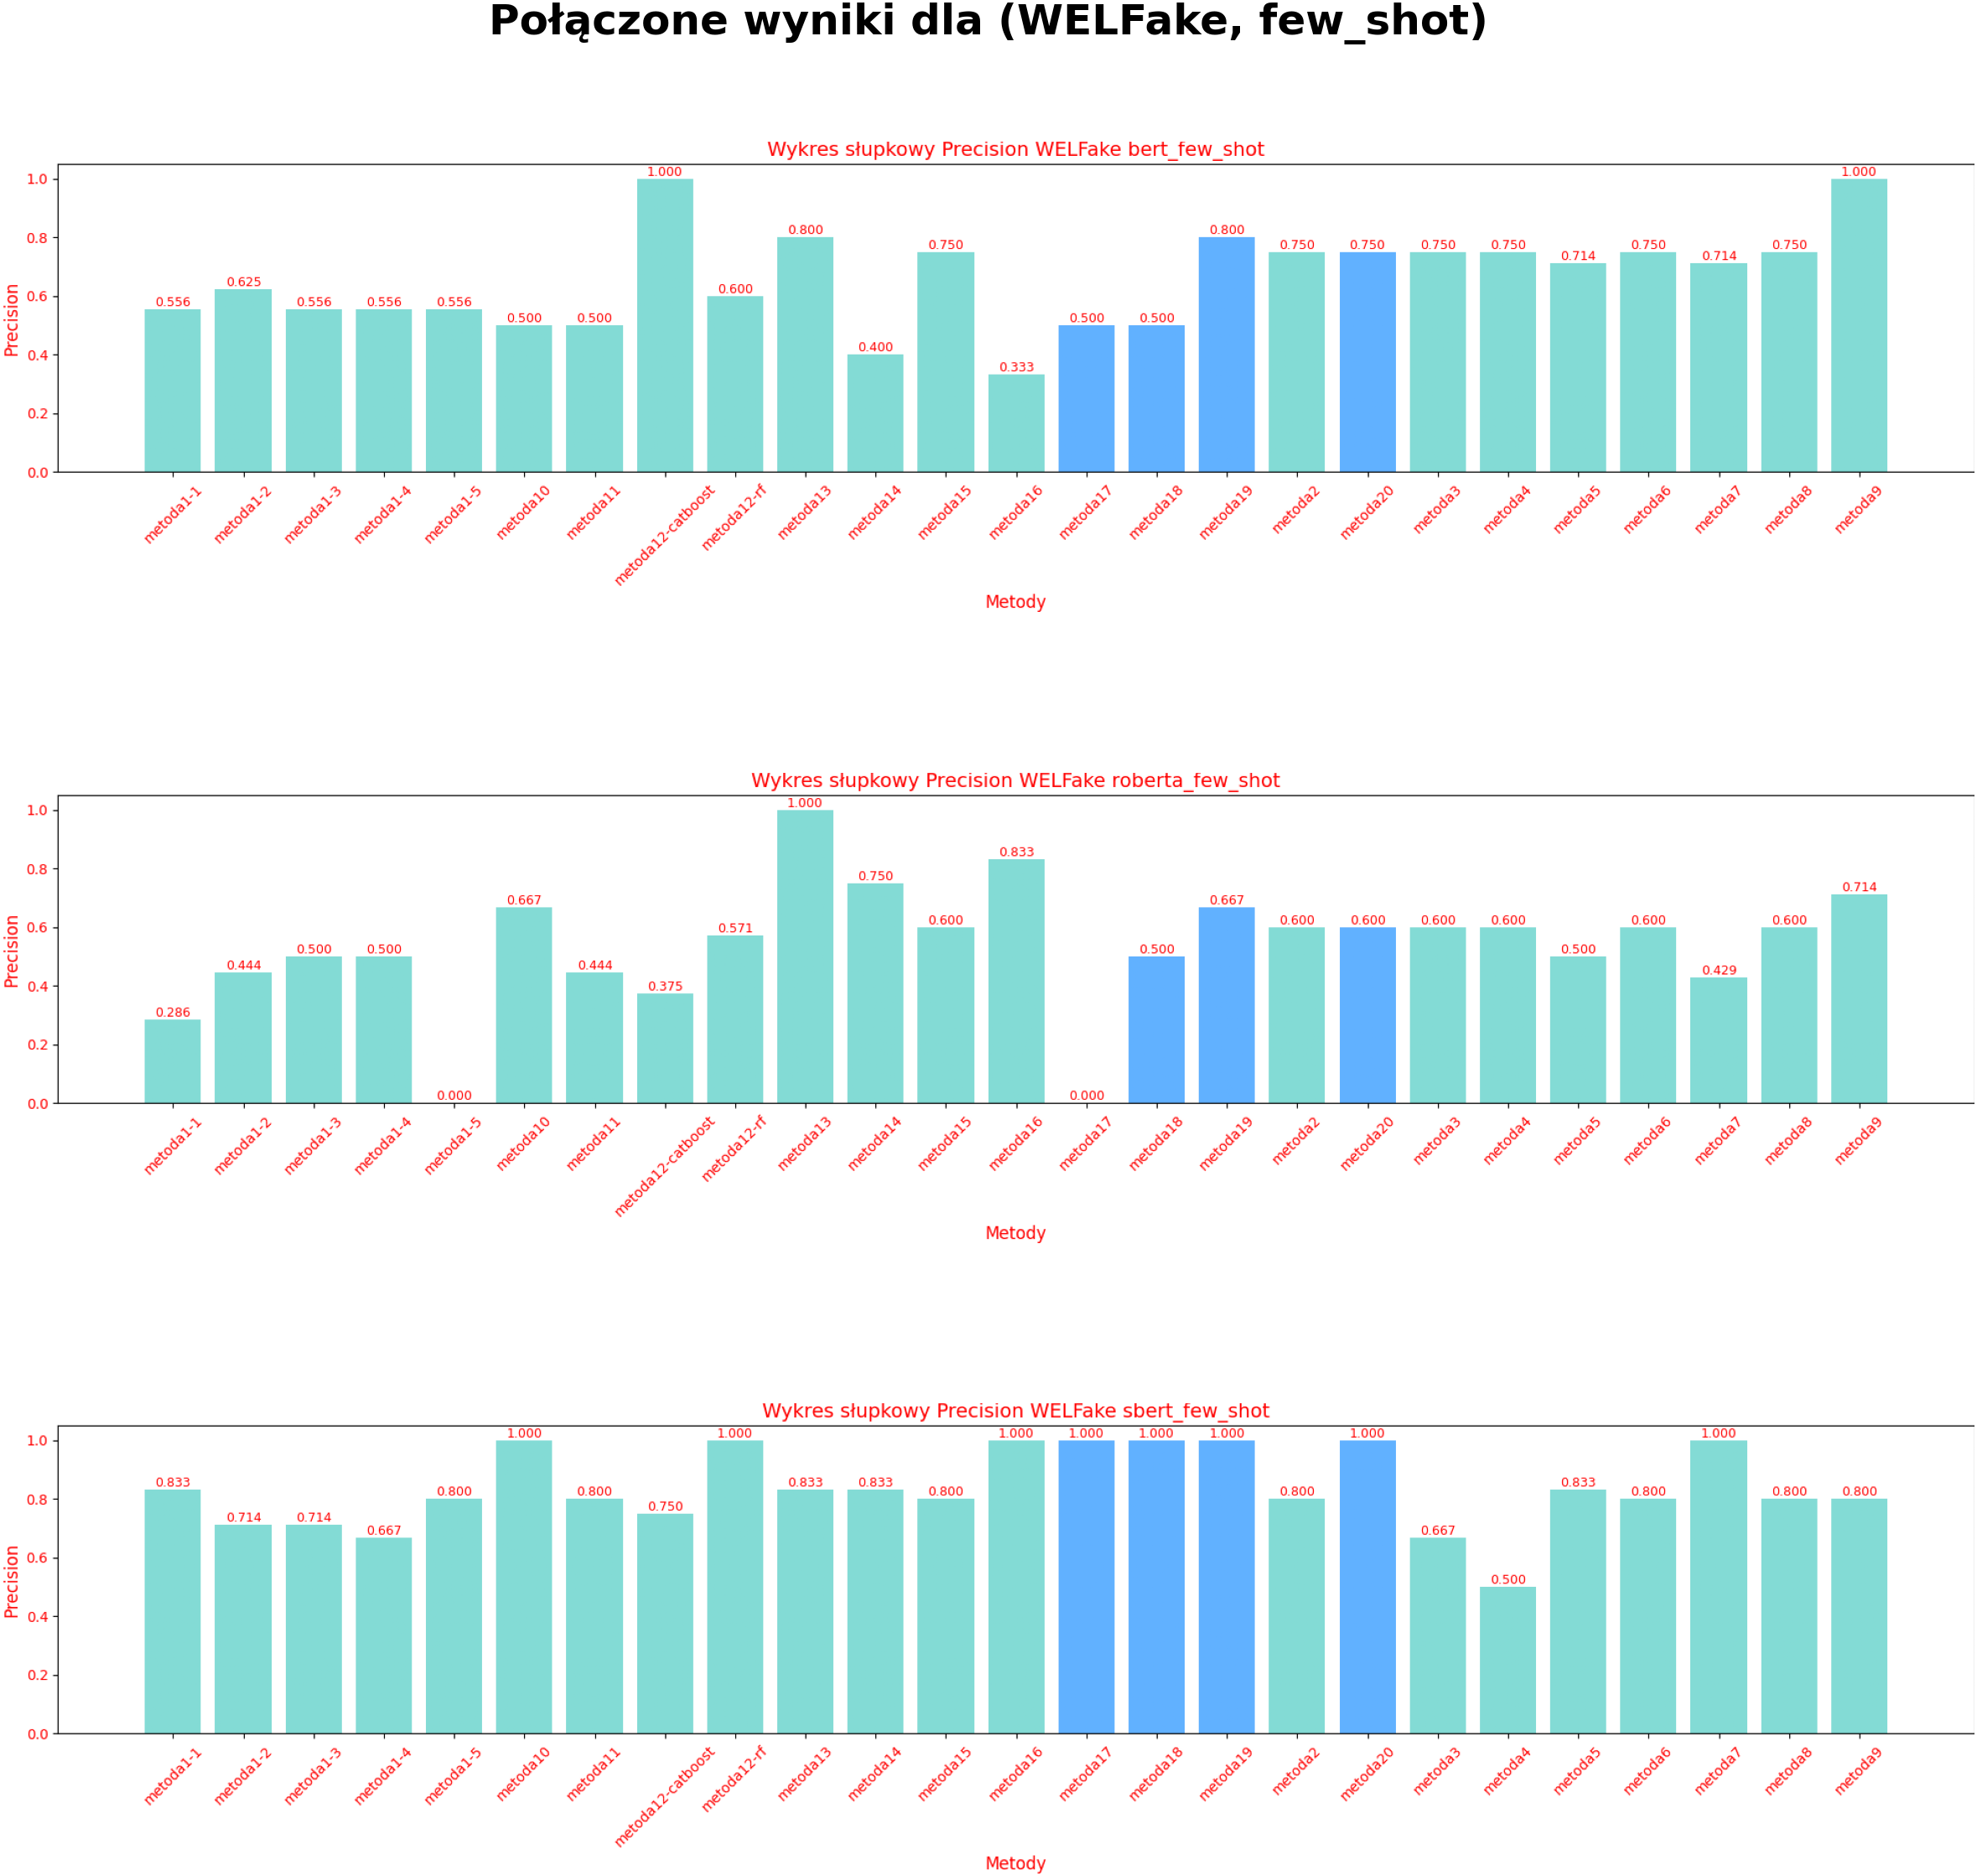 Połączone wyniki dla (WELFake, few_shot)
Wykres słupkowy Precision WELFake bert_few_shot
Precision
1.0
0.8
0.6
0.4
0.2
0.0
0.556 0.625 0.556 0.556 0.556 0.500 0.500 1.000 0.600 0.800 0.400 0.750 0.333 0.500 0.500 0.800 0.750 0.750 0.750 0.750 0.714 0.750 0.714 0.750 1.000
metoda1-1 metoda1-2 metoda1-3 metoda1-4 metoda1-5 metoda10 metoda11 metoda12-catboost metoda12-rf metoda13 metoda14 metoda15 metoda16 metoda17 metoda18 metoda19 metoda2 metoda20 metoda3 metoda4 metoda5 metoda6 metoda7 metoda8 metoda9
Metody
Wykres słupkowy Precision WELFake roberta_few_shot
Precision
1.0
0.8
0.6
0.4
0.2
0.0
0.286 0.444 0.500 0.500 0.000 0.667 0.444 0.375 0.571 1.000 0.750 0.600 0.833 0.000 0.500 0.667 0.600 0.600 0.600 0.600 0.500 0.600 0.429 0.600 0.714
metoda1-1 metoda1-2 metoda1-3 metoda1-4 metoda1-5 metoda10 metoda11 metoda12-catboost metoda12-rf metoda13 metoda14 metoda15 metoda16 metoda17 metoda18 metoda19 metoda2 metoda20 metoda3 metoda4 metoda5 metoda6 metoda7 metoda8 metoda9
Metody
Wykres słupkowy Precision WELFake sbert_few_shot
Precision
1.0
0.8
0.6
0.4
0.2
0.0
0.833 0.714 0.714 0.667 0.800 1.000 0.800 0.750 1.000 0.833 0.833 0.800 1.000 1.000 1.000 1.000 0.800 1.000 0.667 0.500 0.833 0.800 1.000 0.800 0.800
metoda1-1 metoda1-2 metoda1-3 metoda1-4 metoda1-5 metoda10 metoda11 metoda12-catboost metoda12-rf metoda13 metoda14 metoda15 metoda16 metoda17 metoda18 metoda19 metoda2 metoda20 metoda3 metoda4 metoda5 metoda6 metoda7 metoda8 metoda9
Metody